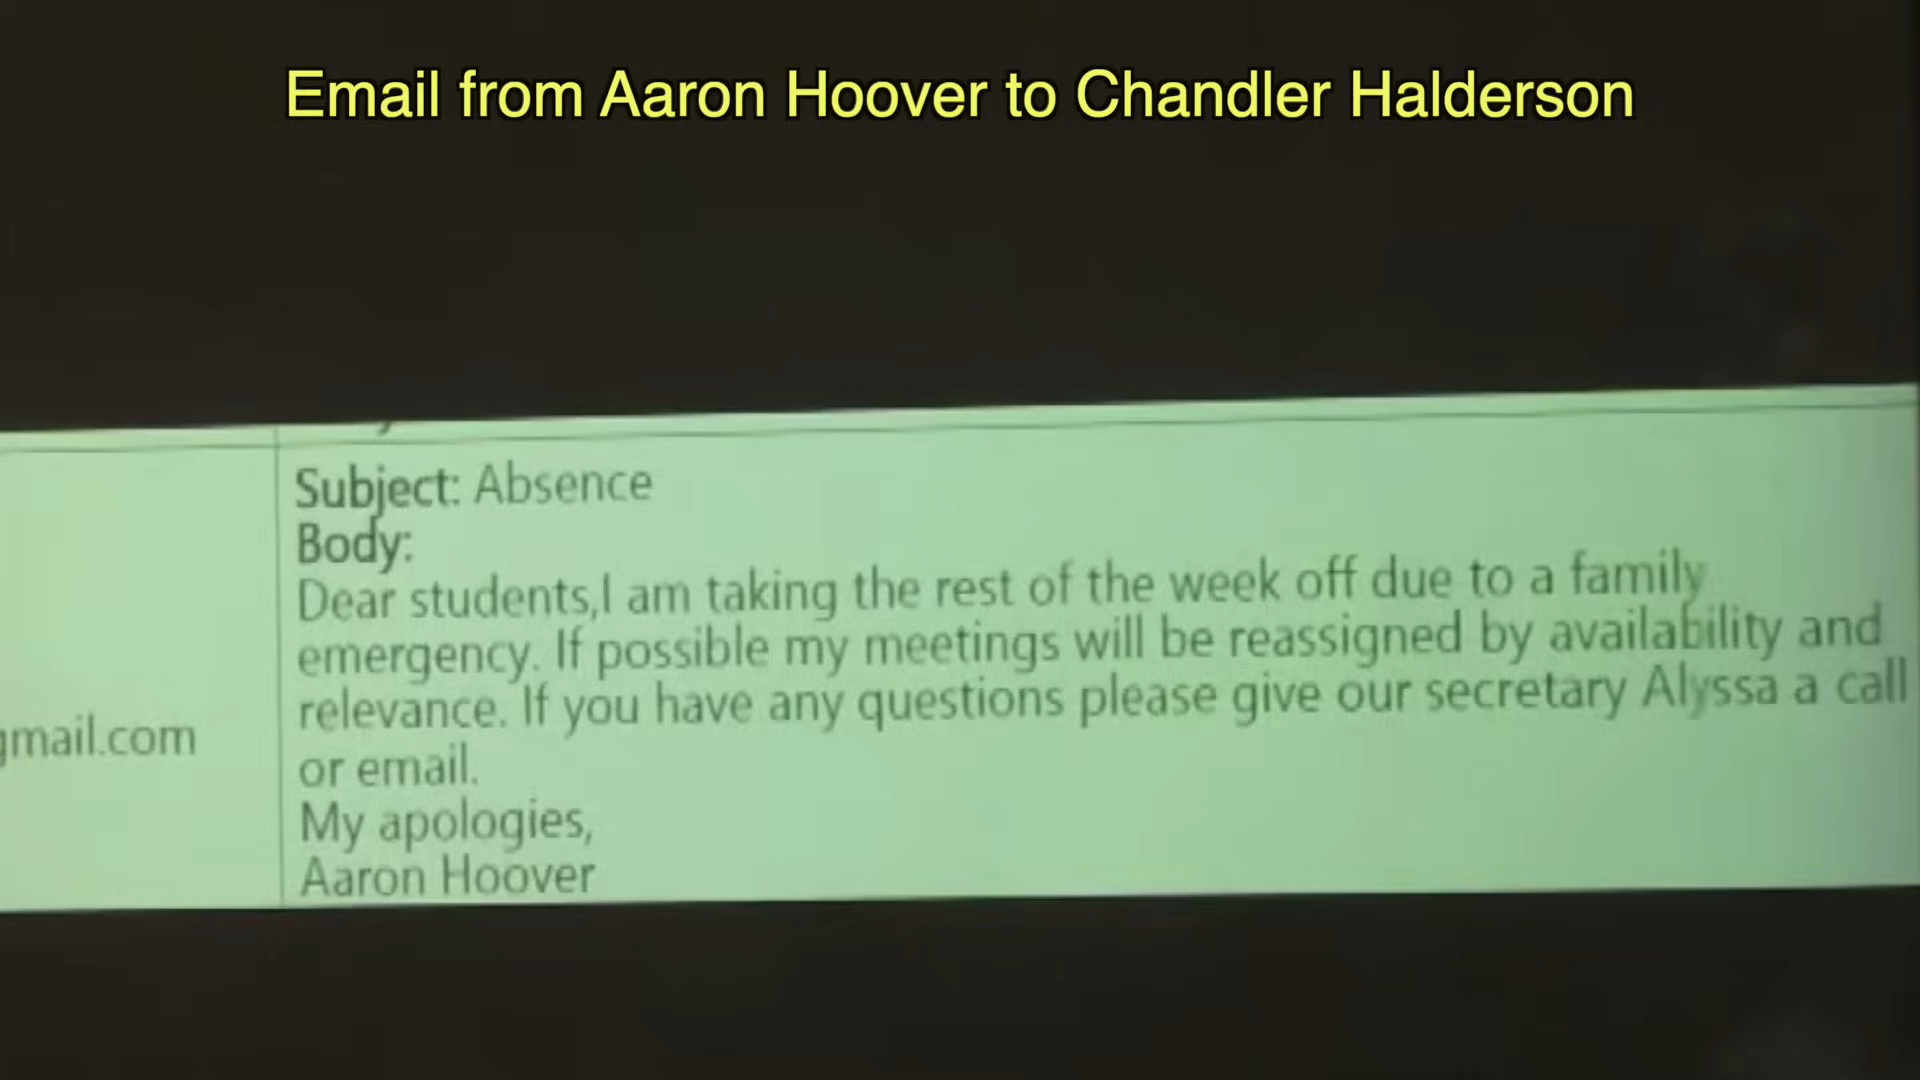 Email from Aaron Hoover to Chandler Halderson
Subject: Absence
Body:
Dear students,I am taking the rest of the week off due to a family
emergency. If possible my meetings will be reassigned by availability and
relevance. If you have any questions please give our secretary Alyssa a call
or email.
gmail.com
My apologies,
Aaron Hoover